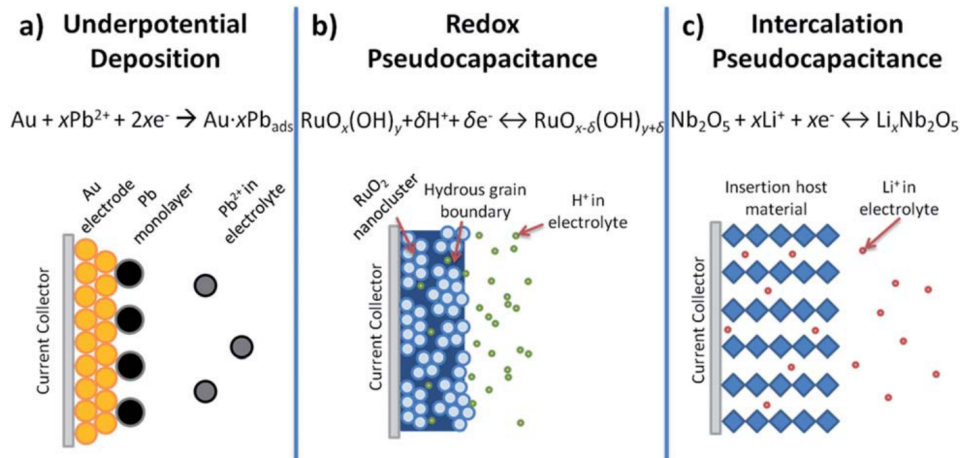 a) Underpotential
Deposition
Au + xPb²⁺ + 2xe⁻ → Au·xPb_ads
Au
electrode
Pb
monolayer
Pb²⁺ in
electrolyte
Current Collector
b) Redox
Pseudocapacitance
RuOₓ(OH)ᵧ+δH⁺+ δe⁻ ↔ RuOₓ₋δ(OH)ᵧ₊δ
RuO₂
nanocluster
Hydrous grain
boundary
H⁺ in
electrolyte
Current Collector
c) Intercalation
Pseudocapacitance
Nb₂O₅ + xLi⁺ + xe⁻ ↔ LiₓNb₂O₅
Insertion host
material
Li⁺ in
electrolyte
Current Collector